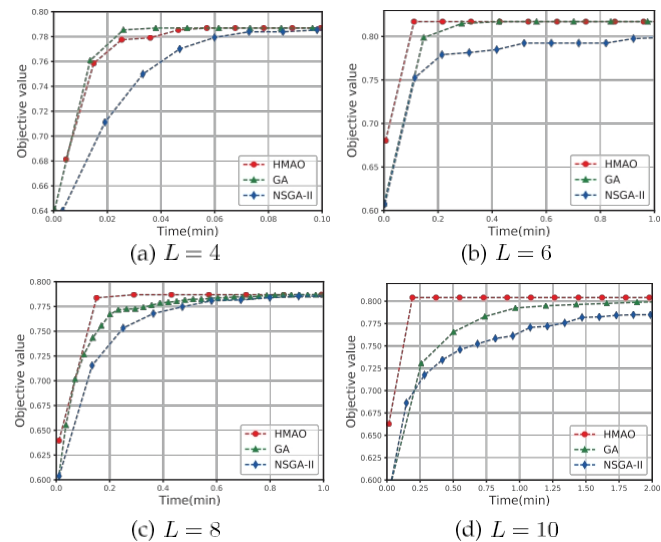 0.80
0.78
0.76
0.74
0.72
0.70
0.68
0.66
0.64
Objective value
0.00 0.02 0.04 0.06 0.08 0.10
Time(min)
HMAO
GA
NSGA-II
(a) L = 4
0.80
0.75
0.70
0.65
0.60
Objective value
0.0 0.2 0.4 0.6 0.8 1.0
Time(min)
HMAO
GA
NSGA-II
(b) L = 6
0.800
0.775
0.750
0.725
0.700
0.675
0.650
0.625
0.600
Objective value
0.0 0.2 0.4 0.6 0.8 1.0
Time(min)
HMAO
GA
NSGA-II
(c) L = 8
0.800
0.775
0.750
0.725
0.700
0.675
0.650
0.625
0.600
Objective value
0.00 0.25 0.50 0.75 1.00 1.25 1.50 1.75 2.00
Time(min)
HMAO
GA
NSGA-II
(d) L = 10